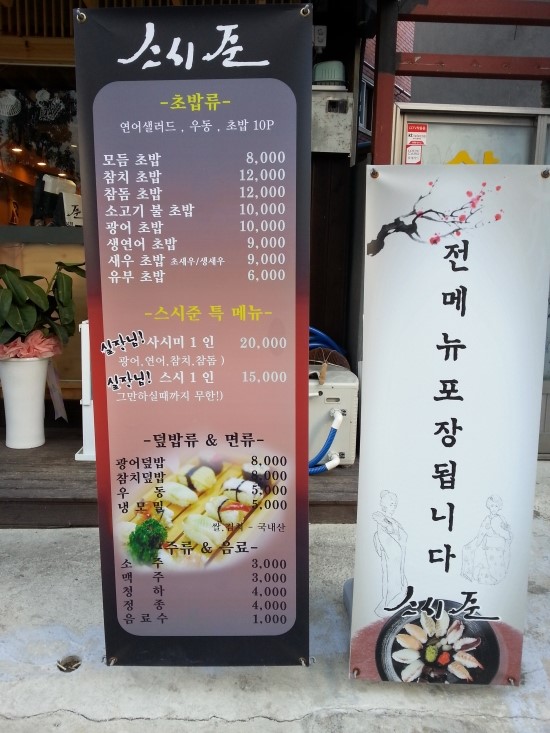 스시준
-초밥류-
연어샐러드 . 우동 . 초밥 10P
모듬 초밥 8,000
참치 초밥 12,000
참돔 초밥 12,000
소고기 불 초밥 10,000
광어 초밥 10,000
생연어 초밥 9,000
새우 초밥 초새우/생새우 9,000
유부 초밥 6,000
-스시준 특 메뉴-
실장님! 사시미 1 인 20,000
광어,연어,참치,참돔 )
실장님! 스시 1 인 15,000
그만하실때까지 무한!)
-덮밥류 & 면류-
광어덮밥 8,000
참치덮밥 8,000
우 동 5,000
냉모밀 5,000
쌀, - 국내산
-주류 & 음료-
소 주 3,000
맥 주 3,000
청 하 4,000
정 종 4,000
음료수 1,000
전메뉴포장됩니다
스시준